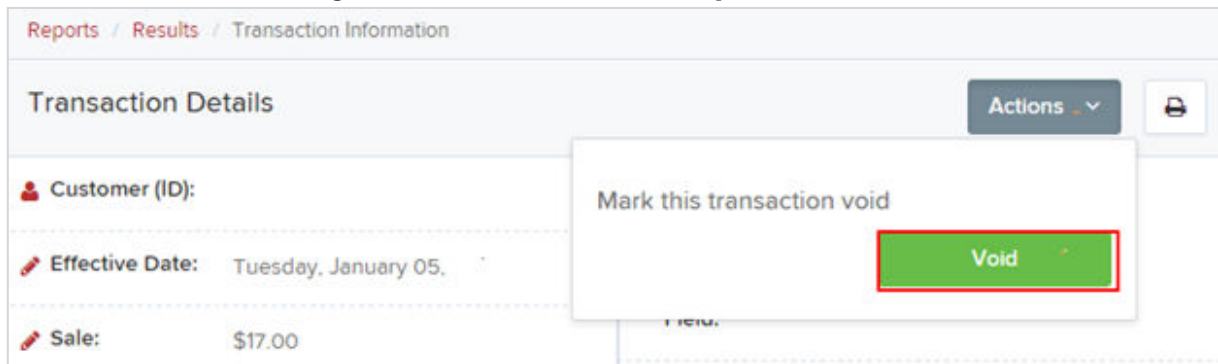 Reports / Results / Transaction Information
Transaction Details
Actions
Customer (ID):
Mark this transaction void
Effective Date: Tuesday, January 05,
Void
Field:
Sale: $17.00